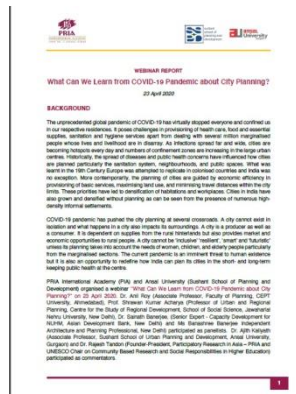 PRIA
University
WEBINAR REPORT
What Can We Learn from COVID-19 Pandemic about City Planning?
23 April 2020
BACKGROUND
The unprecedented global pandemic of COVID-19 has virtually stopped everyone and confined us
in our respective residences. It poses challenges in provisioning of health care, food and essential
supplies, sanitation and hygiene services apart from dealing with several million marginalised
people whose lives and livelihood are in disarray. As infections spread far and wide, cities are
becoming hotspots every day and numbers of confinement zones are increasing in the large urban
centres. Historically, the spread of diseases and public health concerns have influenced how cities
are planned particularly the sanitation system, neighbourhoods, and public spaces. What was
learnt in the 19th Century Europe was attempted to replicate in colonised countries and India was
no exception. More contemporarily, the planning of cities are guided by economic efficiency in
provisioning of basic services, maximising land use, and minimising travel distances within the city
limits. These priorities have led to densification of habitations and workplaces. Cities in India have
also grown and densified without planning as can be seen from the presence of numerous high-
density informal settlements.
COVID-19 pandemic has pushed the city planning at several crossroads. A city cannot exist in
isolation and what happens in a city also impacts its surroundings. A city is a producer as well as
a consumer. It is dependent on supplies from the rural hinterlands but also provides market and
economic opportunities to rural people. A city cannot be 'inclusive' 'resilient', 'smart' and 'futuristic'
unless its planning takes into account the needs of women, children, and elderly people particularly
from the marginalised sections. The current pandemic is an imminent threat to human existence
but it is also an opportunity to redefine how India can plan its cities in the short- and long-term
keeping public health at the centre.
PRIA International Academy (PIA) and Ansal University (Sushant School of Planning and
Development) organised a webinar "What Can We Learn from COVID-19 Pandemic about City
Planning?" on 23 April 2020. Dr. Anil Roy (Associate Professor, Faculty of Planning, CEPT
University, Ahmedabad), Prof. Shrawan Kumar Acharya (Professor of Urban and Regional
Planning, Centre for the Study of Regional Development, School of Social Science, Jawaharlal
Nehru University, New Delhi), Dr. Sainath Banerjee, (Senior Expert - Capacity Development for
NUHM, Asian Development Bank, New Delhi) and Ms Banashree Banerjee (Independent
Architecture and Planning Professional, New Delhi) participated as panellists. Dr. Ajith Kaliyath
(Associate Professor, Sushant School of Urban Planning and Development, Ansal University,
Gurgaon) and Dr. Rajesh Tandon (Founder-President, Participatory Research in Asia – PRIA and
UNESCO Chair on Community Based Research and Social Responsibilities in Higher Education)
participated as commentators.
1